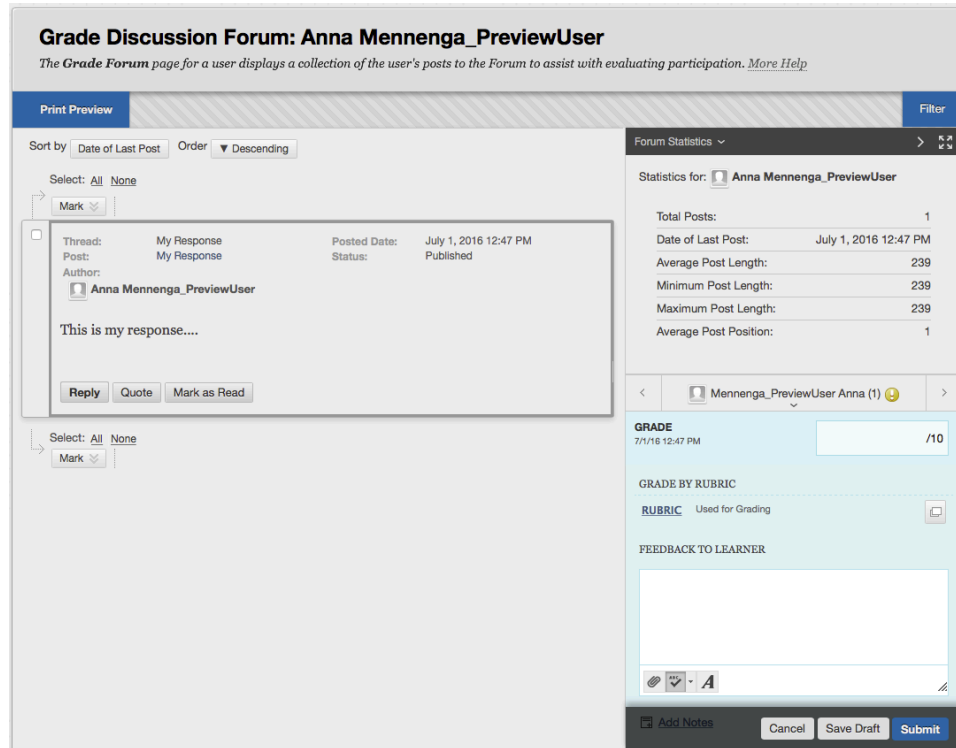 Grade Discussion Forum: Anna Mennenga_PreviewUser
The Grade Forum page for a user displays a collection of the user's posts to the Forum to assist with evaluating participation. More Help
Print Preview
Filter
Sort by Date of Last Post Order ▼ Descending
Select: All None
Mark
Thread: My Response Posted Date: July 1, 2016 12:47 PM
Post: My Response Status: Published
Author:
Anna Mennenga_PreviewUser
This is my response....
Reply Quote Mark as Read
Select: All None
Mark
Forum Statistics
Statistics for: Anna Mennenga_PreviewUser
Total Posts: 1
Date of Last Post: July 1, 2016 12:47 PM
Average Post Length: 239
Minimum Post Length: 239
Maximum Post Length: 239
Average Post Position: 1
Mennenga_PreviewUser Anna (1)
GRADE
7/1/16 12:47 PM
/10
GRADE BY RUBRIC
RUBRIC Used for Grading
FEEDBACK TO LEARNER
ABC
A
Add Notes
Cancel Save Draft Submit